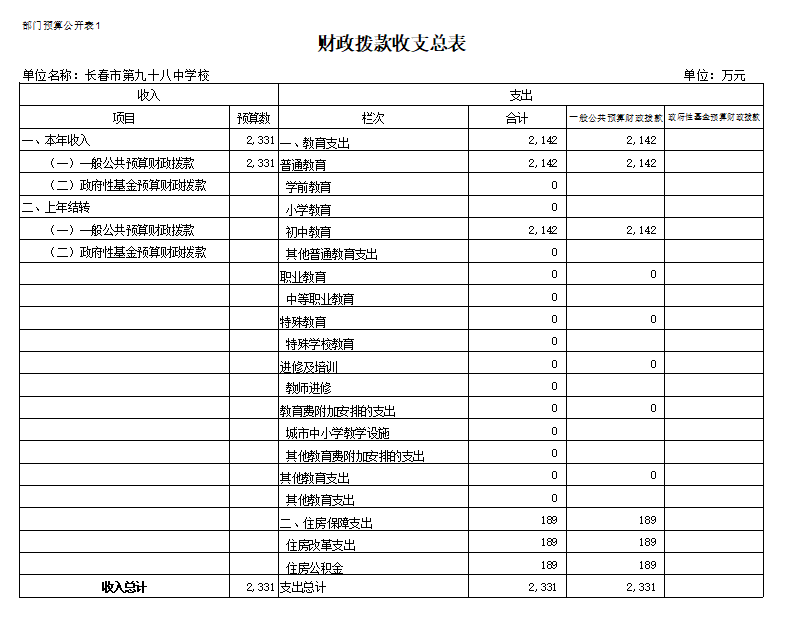 部门预算公开表1
财政拨款收支总表
单位名称：长春市第九十八中学校 单位：万元
收入 支出
项目 预算数 栏次 合计 一般公共预算财政拨款 政府性基金预算财政拨款
一、本年收入 2,331 一、教育支出 2,142 2,142
（一）一般公共预算财政拨款 2,331 普通教育 2,142 2,142
（二）政府性基金预算财政拨款 学前教育 0
二、上年结转 小学教育 0
（一）一般公共预算财政拨款 初中教育 2,142 2,142
（二）政府性基金预算财政拨款 其他普通教育支出 0
职业教育 0 0
中等职业教育 0
特殊教育 0 0
特殊学校教育 0
进修及培训 0 0
教师进修 0
教育费附加安排的支出 0 0
城市中小学教学设施 0
其他教育费附加安排的支出 0
其他教育支出 0 0
其他教育支出 0
二、住房保障支出 189 189
住房改革支出 189 189
住房公积金 189 189
收入总计 2,331 支出总计 2,331 2,331